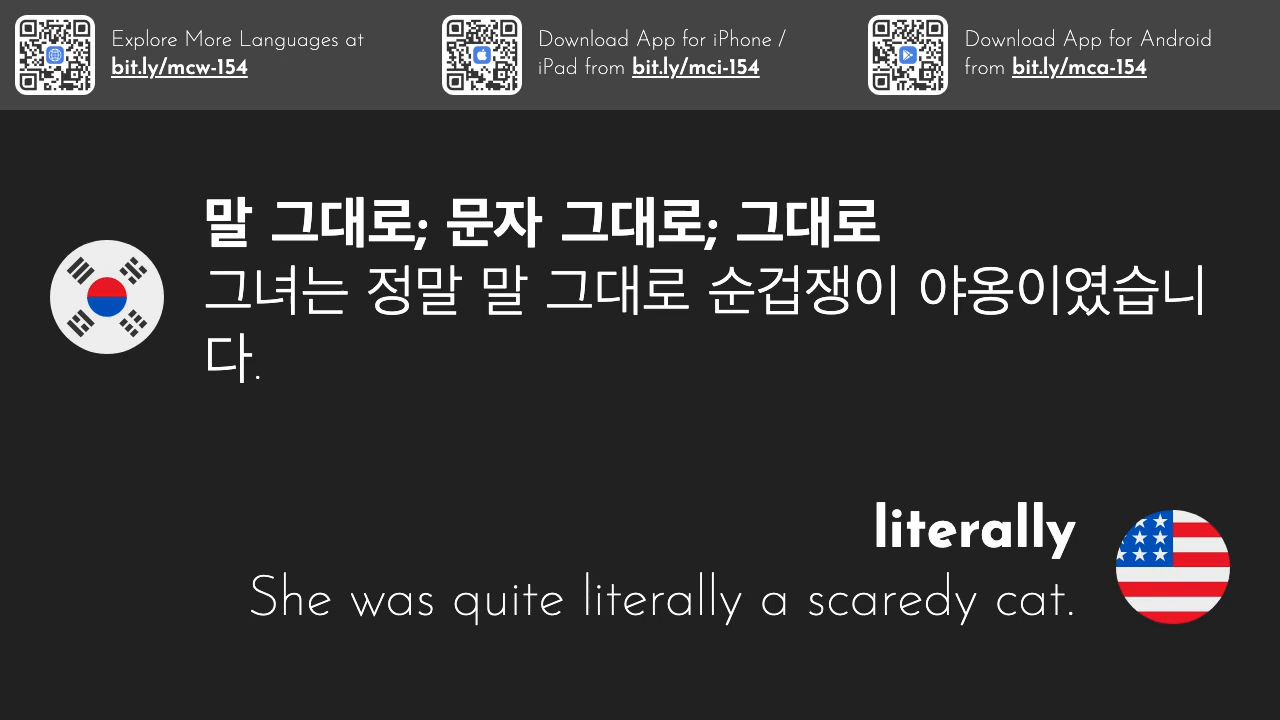 Explore More Languages at
bit.ly/mcw-154
Download App for iPhone /
iPad from bit.ly/mci-154
Download App for Android
from bit.ly/mca-154
말 그대로; 문자 그대로; 그대로
그녀는 정말 말 그대로 순겁쟁이 야옹이였습니
다.
literally
She was quite literally a scaredy cat.